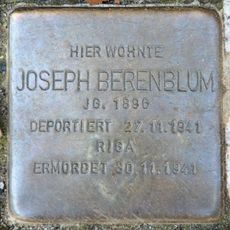 HIER WOHNTE
JOSEPH BERENBLUM
JG. 1896
DEPORTIERT 27.11.1941
RIGA
ERMORDET 30.11.1941